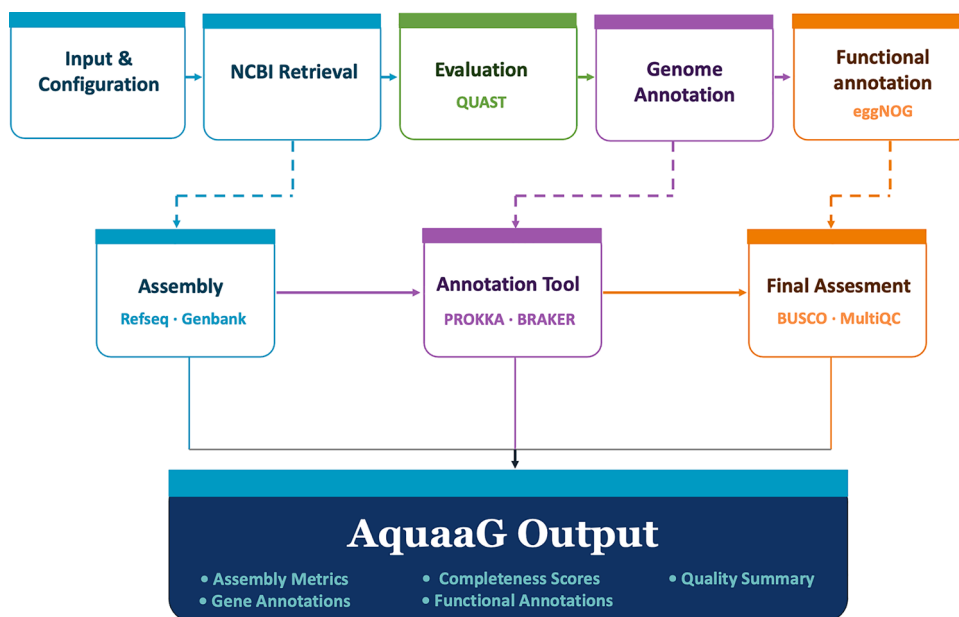 Input &
Configuration
NCBI Retrieval
Evaluation
QUAST
Genome
Annotation
Functional
annotation
eggNOG
Assembly
Refseq · Genbank
Annotation Tool
PROKKA · BRAKER
Final Assesment
BUSCO · MultiQC
AquaaG Output
• Assembly Metrics
• Completeness Scores
• Quality Summary
• Gene Annotations
• Functional Annotations